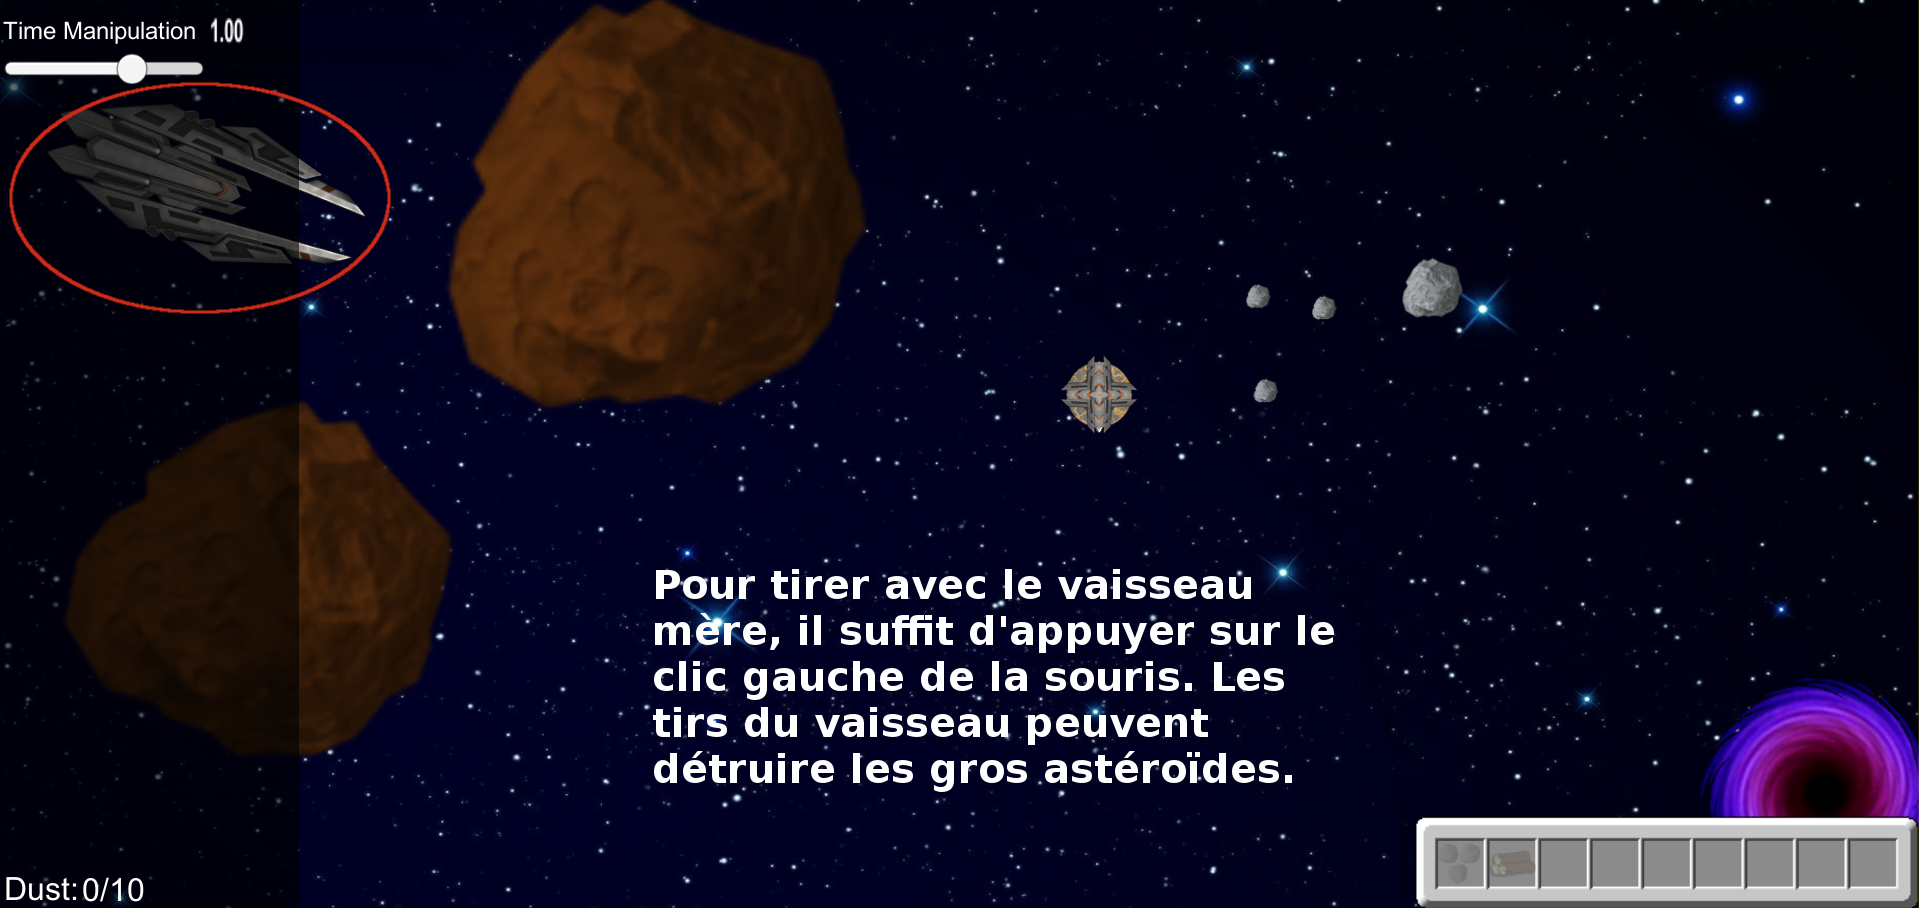 Time Manipulation 1.00
Pour tirer avec le vaisseau
mère, il suffit d'appuyer sur le
clic gauche de la souris. Les
tirs du vaisseau peuvent
détruire les gros astéroïdes.
Dust:0/10